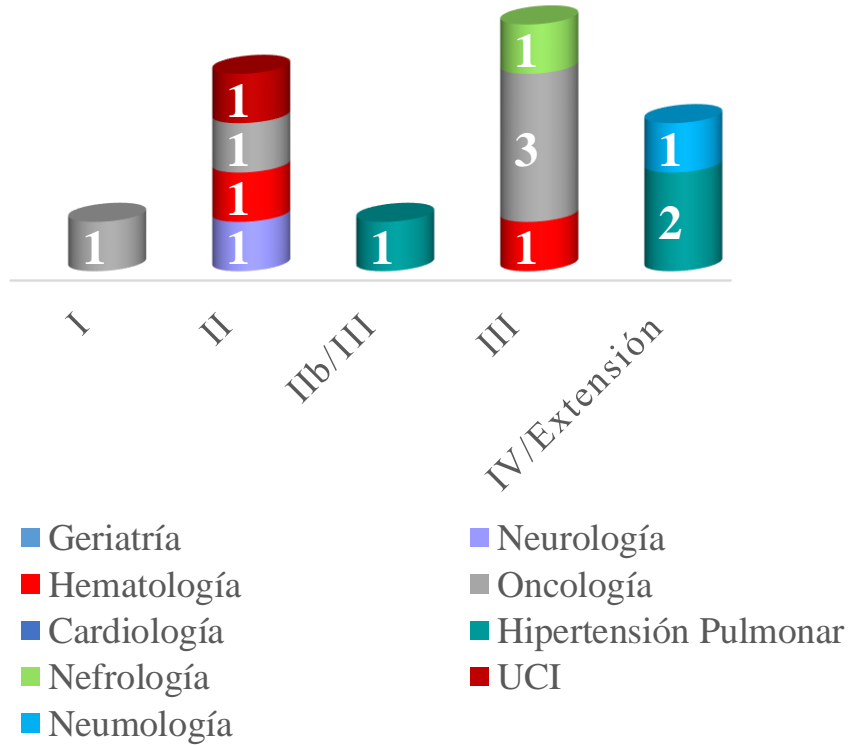 1
1
1
1
1
1
1
3
1
1
2
I
II
IIb/III
III
IV/Extensión
Geriatría
Neurología
Hematología
Oncología
Cardiología
Hipertensión Pulmonar
Nefrología
UCI
Neumología